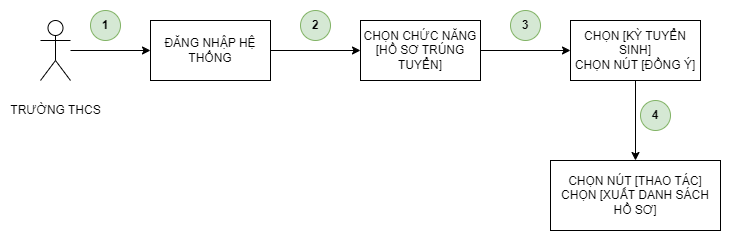 1
2
3
ĐĂNG NHẬP HỆ
THỐNG
CHỌN CHỨC NĂNG
[HỒ SƠ TRÚNG
TUYỂN]
CHỌN [KỲ TUYỂN
SINH]
CHỌN NÚT [ĐỒNG Ý]
TRƯỜNG THCS
4
CHỌN NÚT [THAO TÁC]
CHỌN [XUẤT DANH SÁCH
HỒ SƠ]